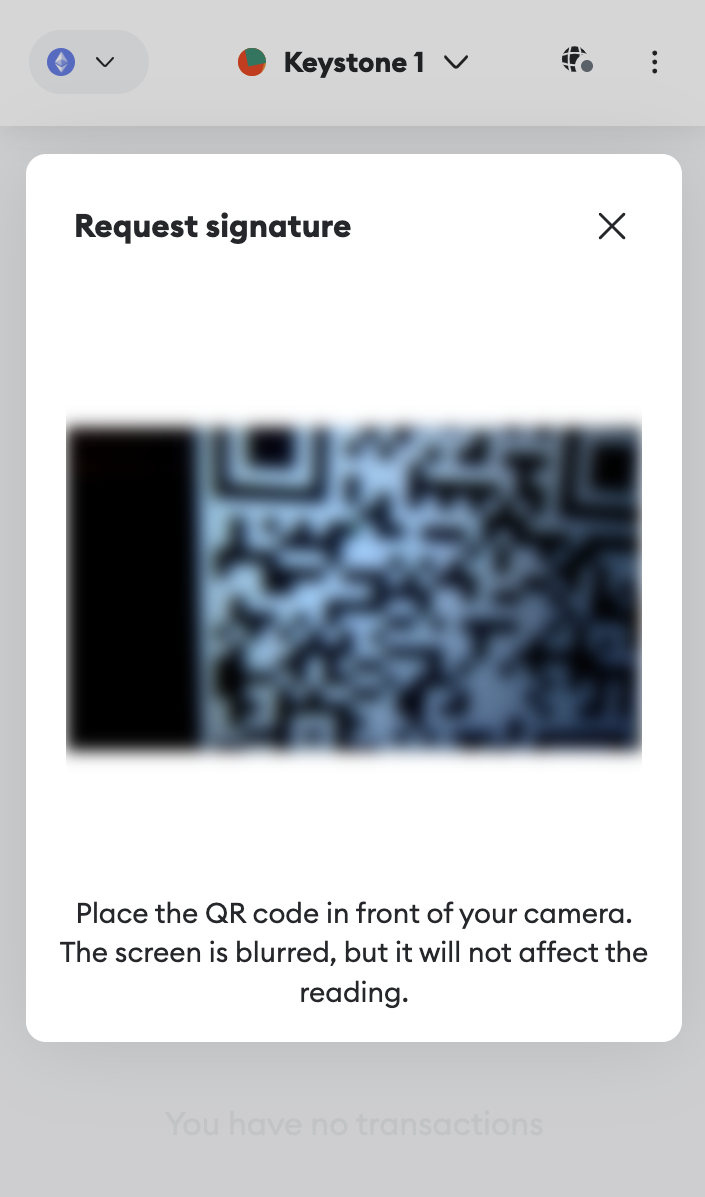 Keystone 1
Request signature
Place the QR code in front of your camera.
The screen is blurred, but it will not affect the
reading.
You have no transactions